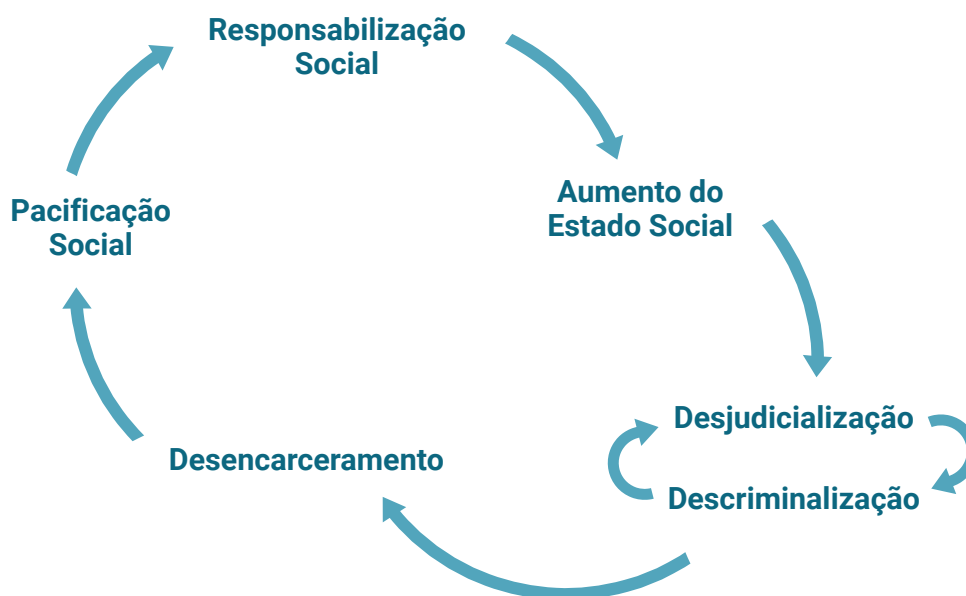 Responsabilização
Social
Aumento do
Estado Social
Desjudicialização
Descriminalização
Desencarceramento
Pacificação
Social